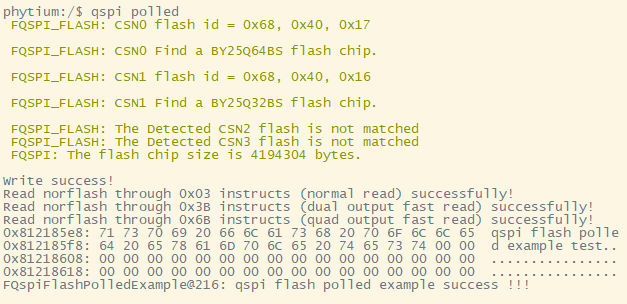 phytium:/$ qspi polled
FQSPI_FLASH: CSN0 flash id = 0x68, 0x40, 0x17
FQSPI_FLASH: CSN0 Find a BY25Q64BS flash chip.
FQSPI_FLASH: CSN1 flash id = 0x68, 0x40, 0x16
FQSPI_FLASH: CSN1 Find a BY25Q32BS flash chip.
FQSPI_FLASH: The Detected CSN2 flash is not matched
FQSPI_FLASH: The Detected CSN3 flash is not matched
FQSPI: The flash chip size is 4194304 bytes.
Write success!
Read norflash through 0x03 instructs (normal read) successfully!
Read norflash through 0x3B instructs (dual output fast read) successfully!
Read norflash through 0x6B instructs (quad output fast read) successfully!
0x812185e8: 71 73 70 69 20 66 6C 61 73 68 20 70 6F 6C 6C 65  qspi flash polle
0x812185f8: 64 20 65 78 61 6D 70 6C 65 20 74 65 73 74 00 00  d example test..
0x81218608: 00 00 00 00 00 00 00 00 00 00 00 00 00 00 00 00  ................
0x81218618: 00 00 00 00 00 00 00 00 00 00 00 00 00 00 00 00  ................
FQspiFlashPolledExample@216: qspi flash polled example success !!!